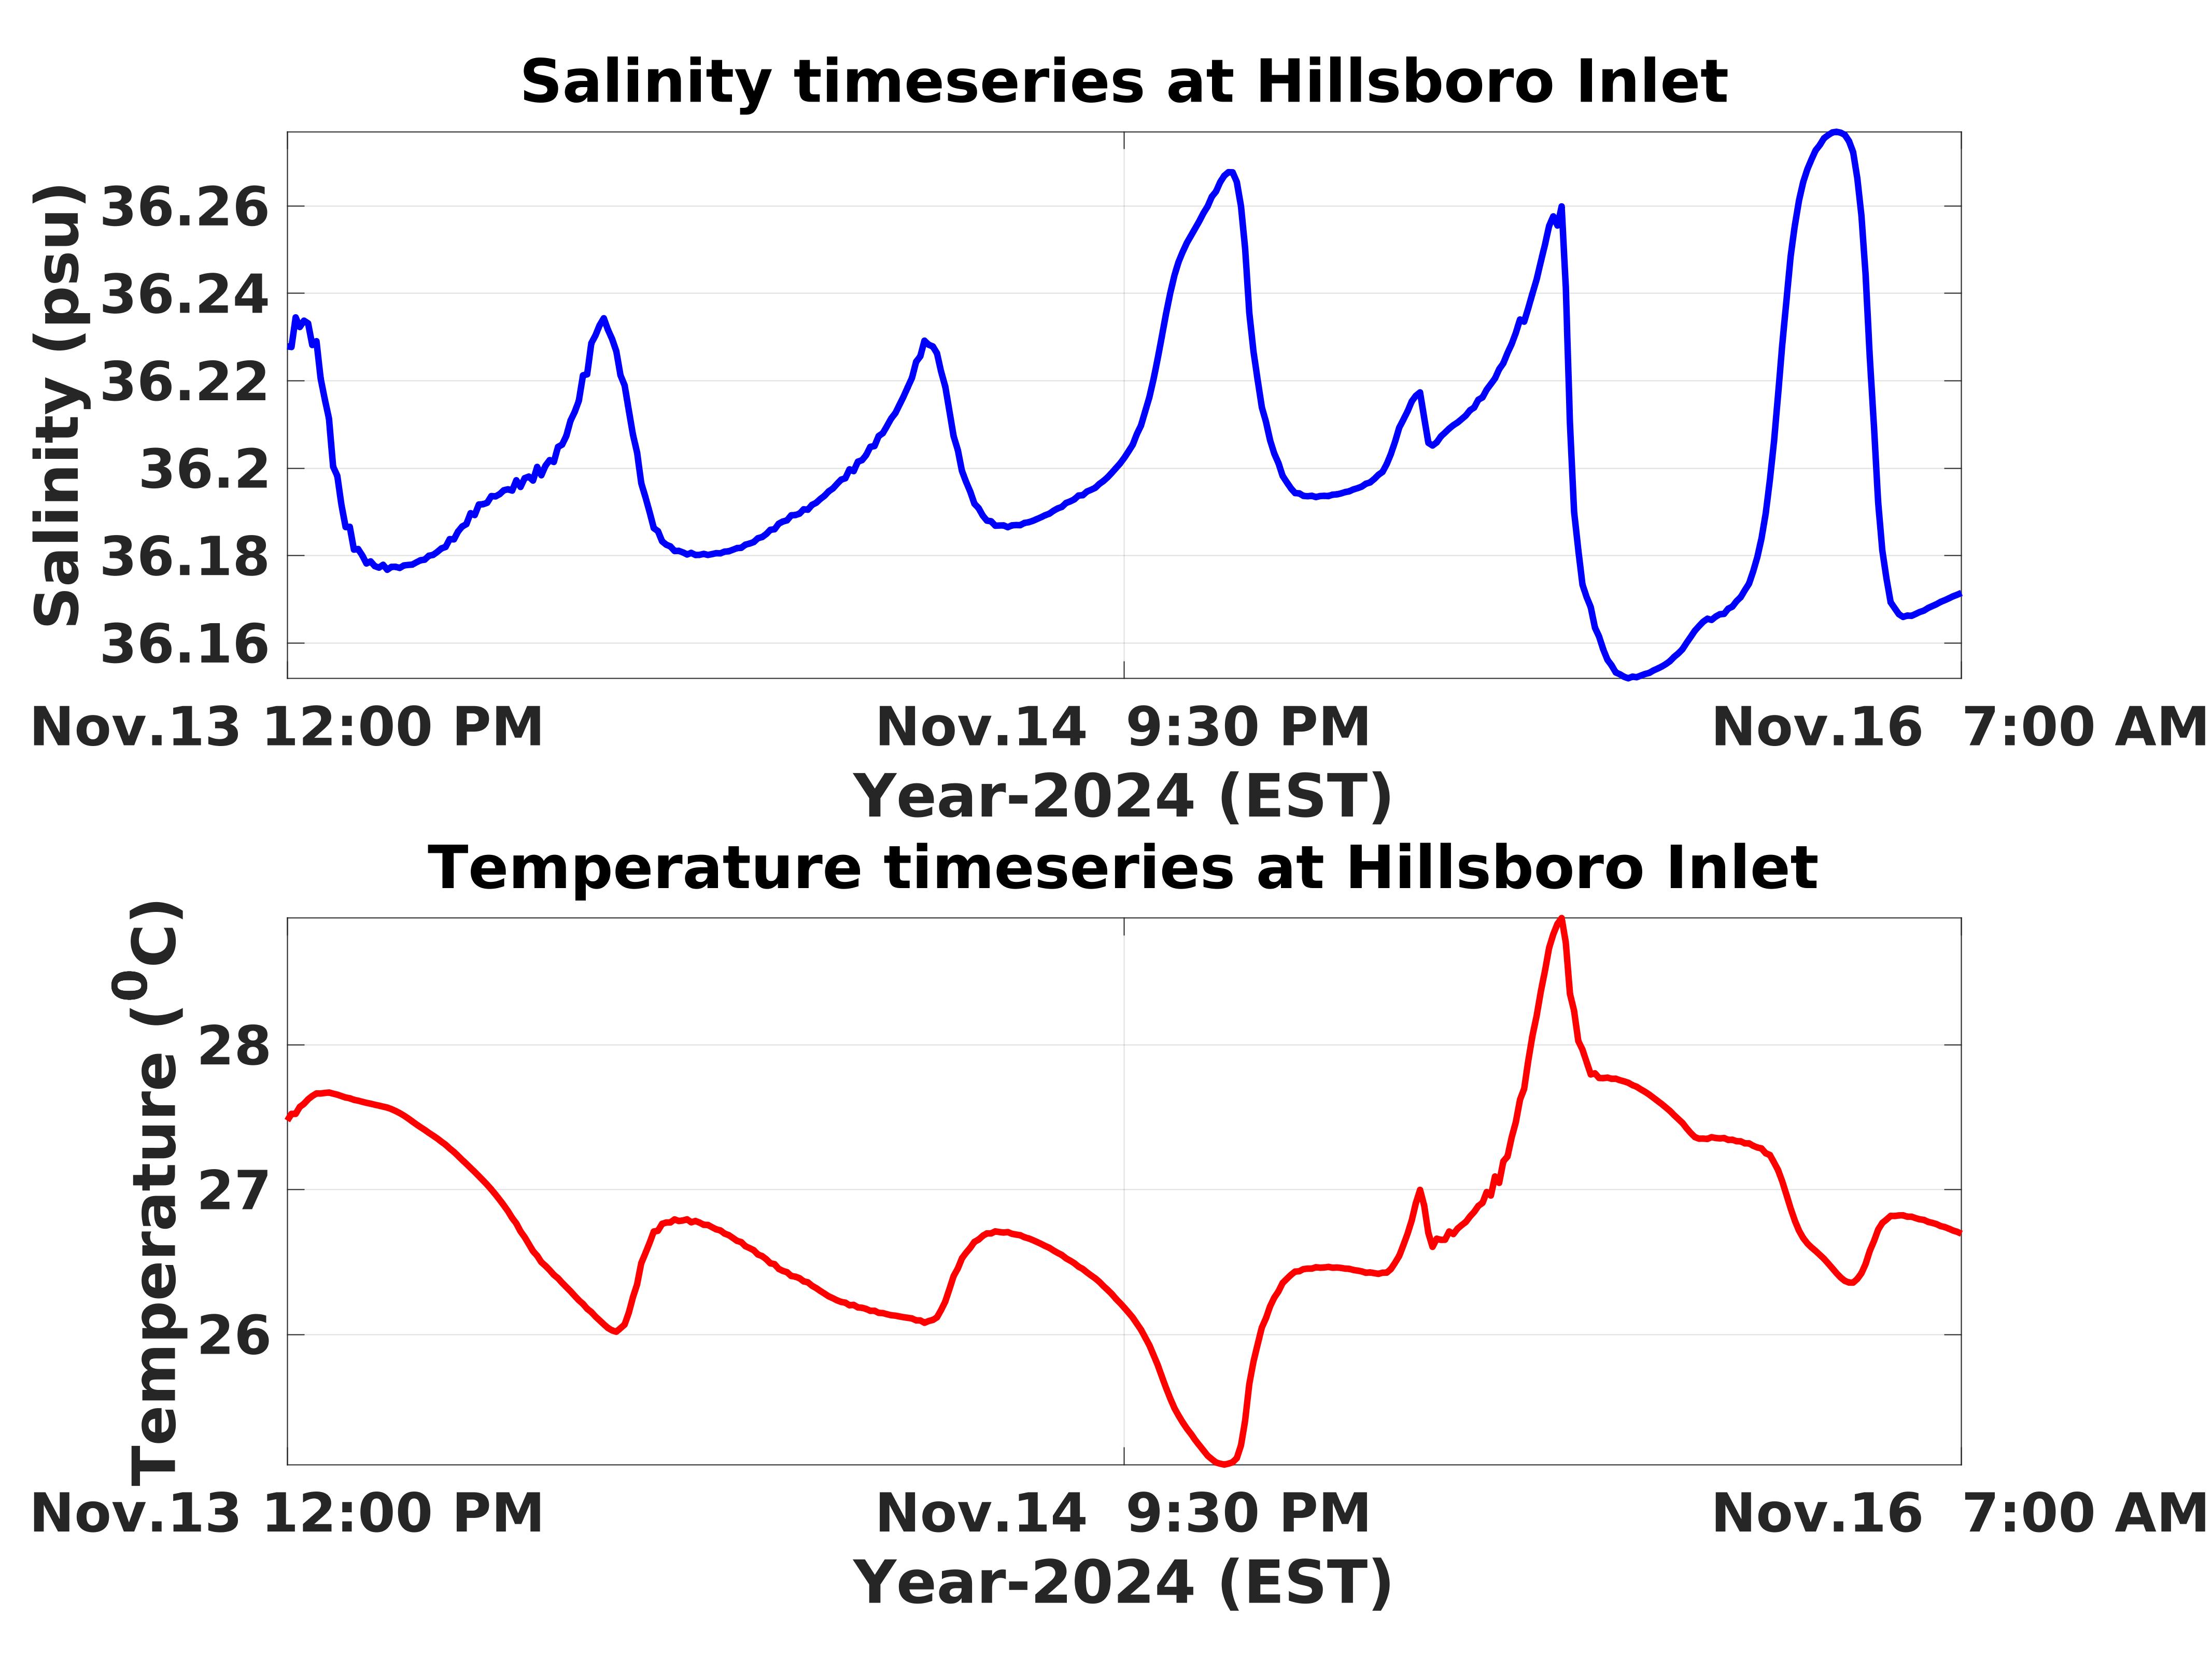 Salinity timeseries at Hillsboro Inlet
Salinity (psu)
36.26
36.24
36.22
36.2
36.18
36.16
Nov.13 12:00 PM Nov.14  9:30 PM Nov.16  7:00 AM
Year-2024 (EST)
Temperature timeseries at Hillsboro Inlet
Temperature (⁰C)
28
27
26
Nov.13 12:00 PM Nov.14  9:30 PM Nov.16  7:00 AM
Year-2024 (EST)